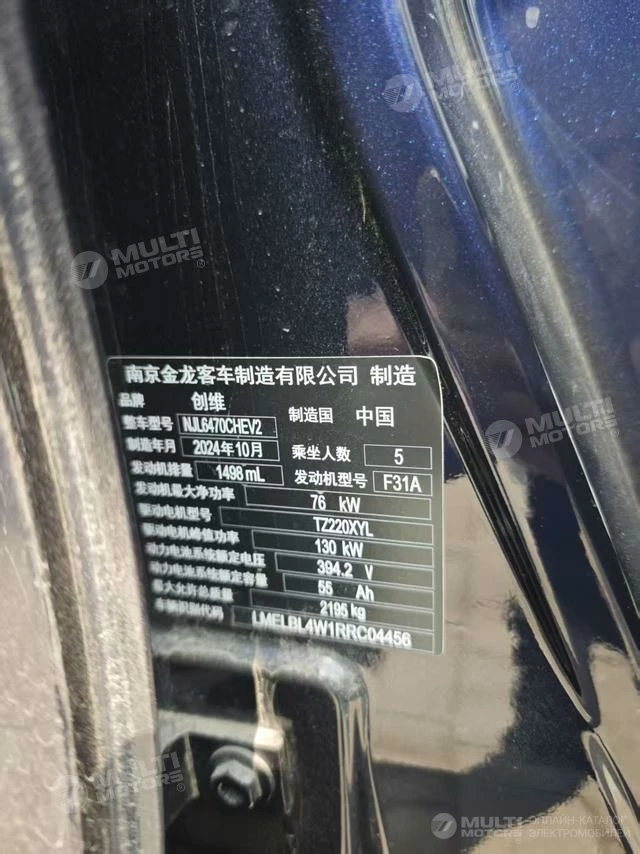 MULTI
MOTORS
MULTI
MOTORS®
南京金龙客车制造有限公司 制造
品牌 创维 制造国 中国
整车型号 NJL6470CHEV2
制造年月 2024年10月 乘坐人数 5
发动机排量 1498 mL 发动机型号 F31A
发动机最大净功率 76 kW
驱动电机型号 TZ220XYL
驱动电机峰值功率 130 kW
动力电池系统额定电压 394.2 V
动力电池系统额定容量 55 Ah
最大允许总质量 2195 kg
车辆识别代码 LMELBL4W1RRC04456
MULTI
MOTORS®
MULTI
MOTORS
ОНЛАЙН-КАТАЛОГ
ЭЛЕКТРОМОБИЛЕЙ